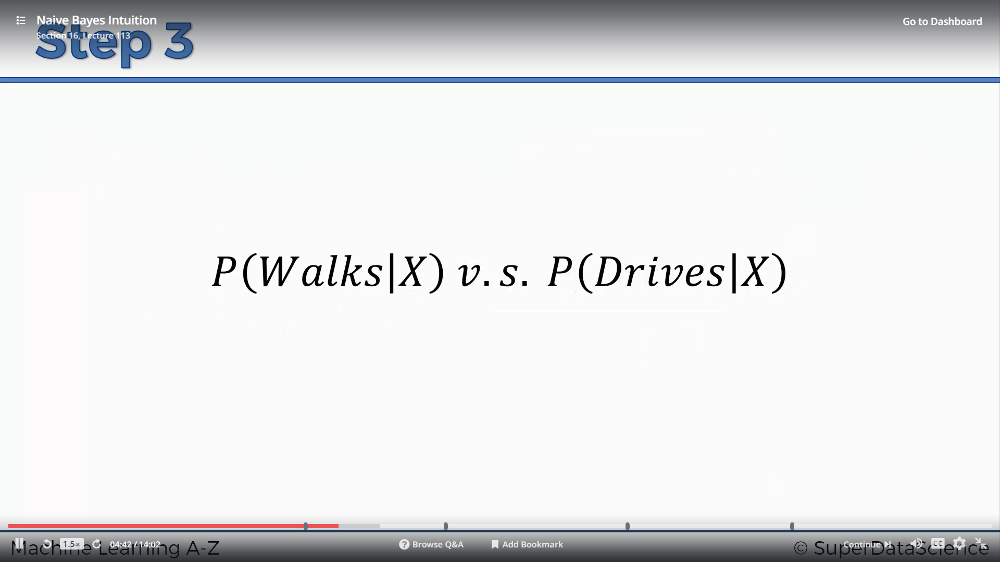 Naive Bayes Intuition
Go to Dashboard
Section 16, Lecture 113
Step 3
P(Walks|X) v.s. P(Drives|X)
1.5×
04:42 / 14:02
Browse Q&A
Add Bookmark
Continue
CC
Machine Learning A-Z
© SuperDataScience